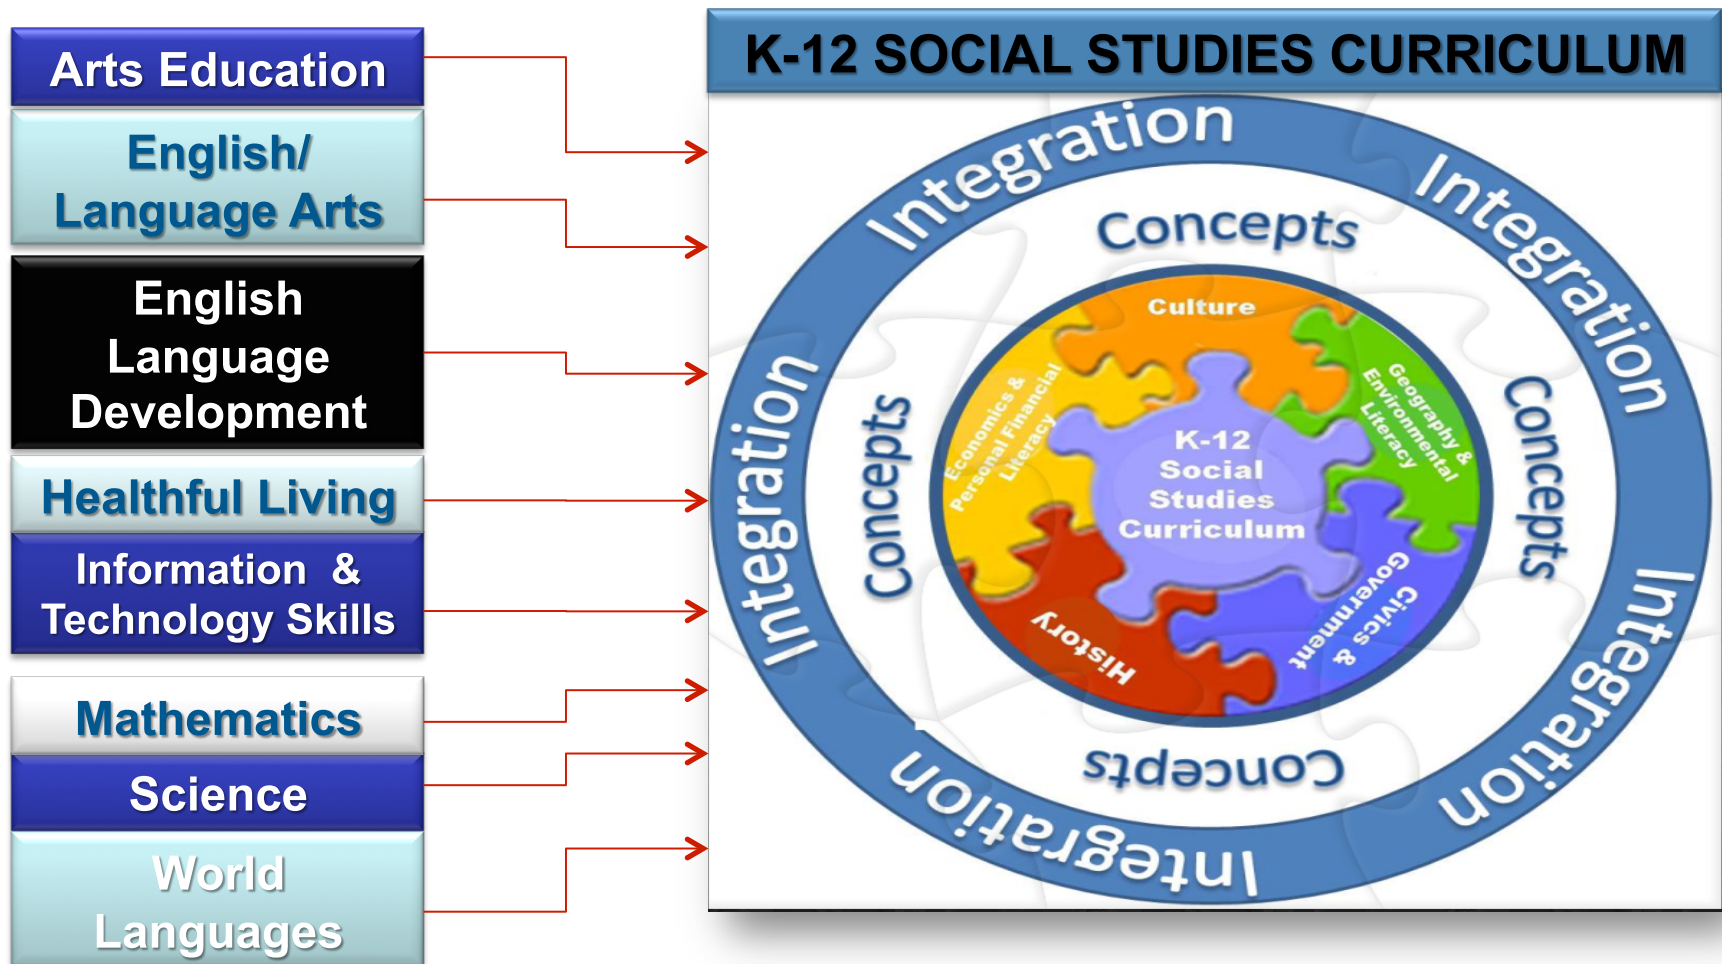 Arts Education
English/
Language Arts
English
Language
Development
Healthful Living
Information &
Technology Skills
Mathematics
Science
World
Languages
K-12 SOCIAL STUDIES CURRICULUM
Integration
Integration
Integration
Integration
Integration
Concepts
Concepts
Concepts
Concepts
Culture
Geography &
Environmental
Literacy
Civics &
Government
History
Economics &
Personal Financial
Literacy
K-12
Social
Studies
Curriculum